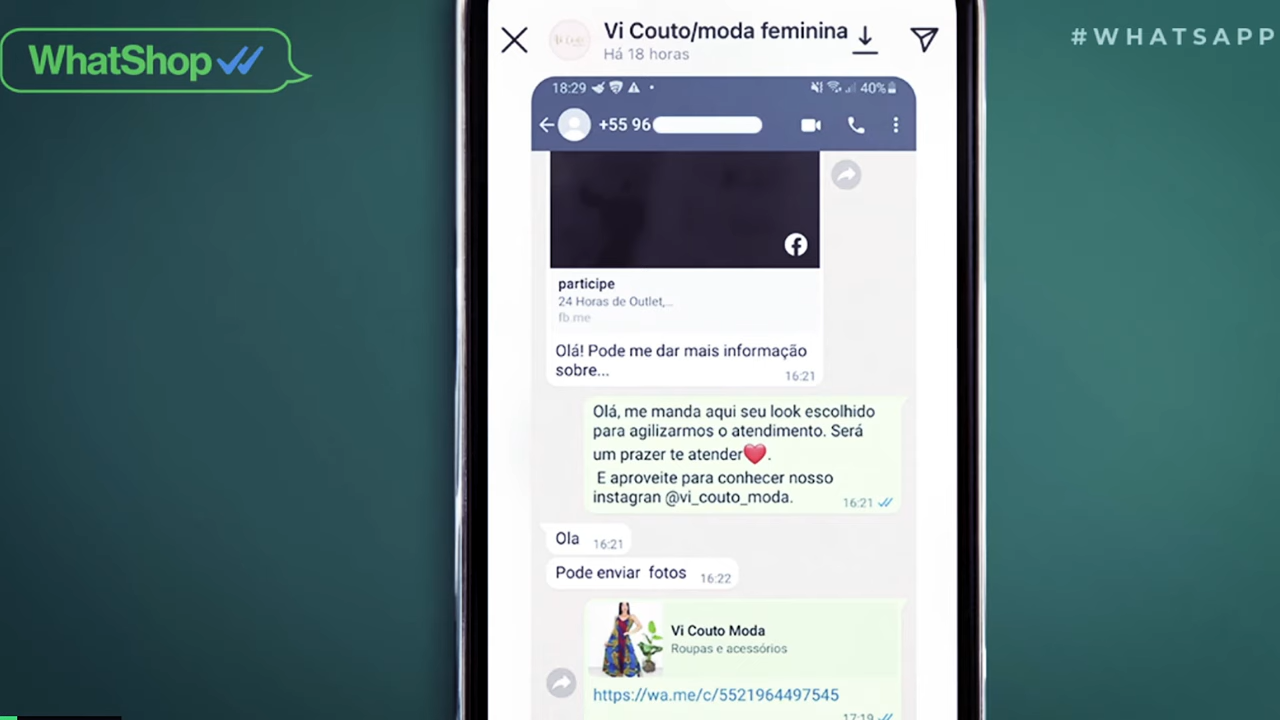 WhatShop
#WHATSAPP
Vi Couto/moda feminina
Há 18 horas
18:29
40%
+55 96
participe
24 Horas de Outlet,...
fb.me
Olá! Pode me dar mais informação
sobre...
16:21
Olá, me manda aqui seu look escolhido
para agilizarmos o atendimento. Será
um prazer te atender❤️.
E aproveite para conhecer nosso
instagran @vi_couto_moda.
16:21
Ola 16:21
Pode enviar fotos 16:22
Vi Couto Moda
Roupas e acessórios
https://wa.me/c/5521964497545
17:19